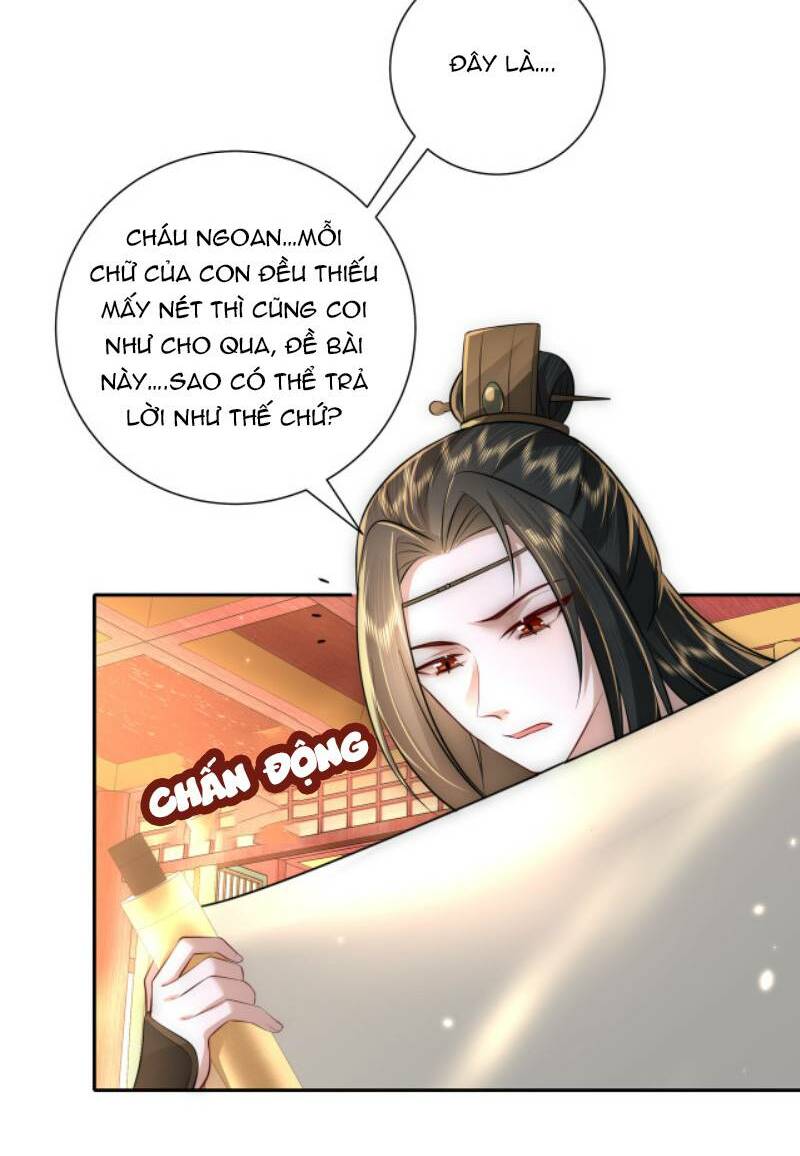 ĐÂY LÀ....
CHÁU NGOAN...MỖI
CHỮ CỦA CON ĐỀU THIẾU
MẤY NÉT THÌ CŨNG COI
NHƯ CHO QUA, ĐỀ BÀI
NÀY....SAO CÓ THỂ TRẢ
LỜI NHƯ THẾ CHỨ?
CHẤN ĐỘNG